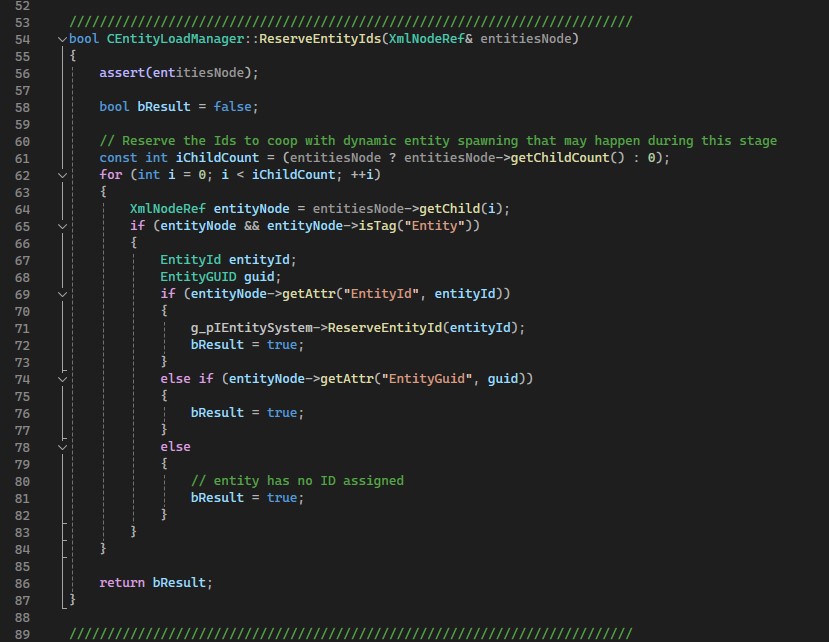 52
53 //////////////////////////////////////////////////////////////////////////
54 bool CEntityLoadManager::ReserveEntityIds(XmlNodeRef& entitiesNode)
55 {
56 assert(entitiesNode);
57
58 bool bResult = false;
59
60 // Reserve the Ids to coop with dynamic entity spawning that may happen during this stage
61 const int iChildCount = (entitiesNode ? entitiesNode->getChildCount() : 0);
62 for (int i = 0; i < iChildCount; ++i)
63 {
64 XmlNodeRef entityNode = entitiesNode->getChild(i);
65 if (entityNode && entityNode->isTag("Entity"))
66 {
67 EntityId entityId;
68 EntityGUID guid;
69 if (entityNode->getAttr("EntityId", entityId))
70 {
71 g_pIEntitySystem->ReserveEntityId(entityId);
72 bResult = true;
73 }
74 else if (entityNode->getAttr("EntityGuid", guid))
75 {
76 bResult = true;
77 }
78 else
79 {
80 // entity has no ID assigned
81 bResult = true;
82 }
83 }
84 }
85
86 return bResult;
87 }
88
89 //////////////////////////////////////////////////////////////////////////